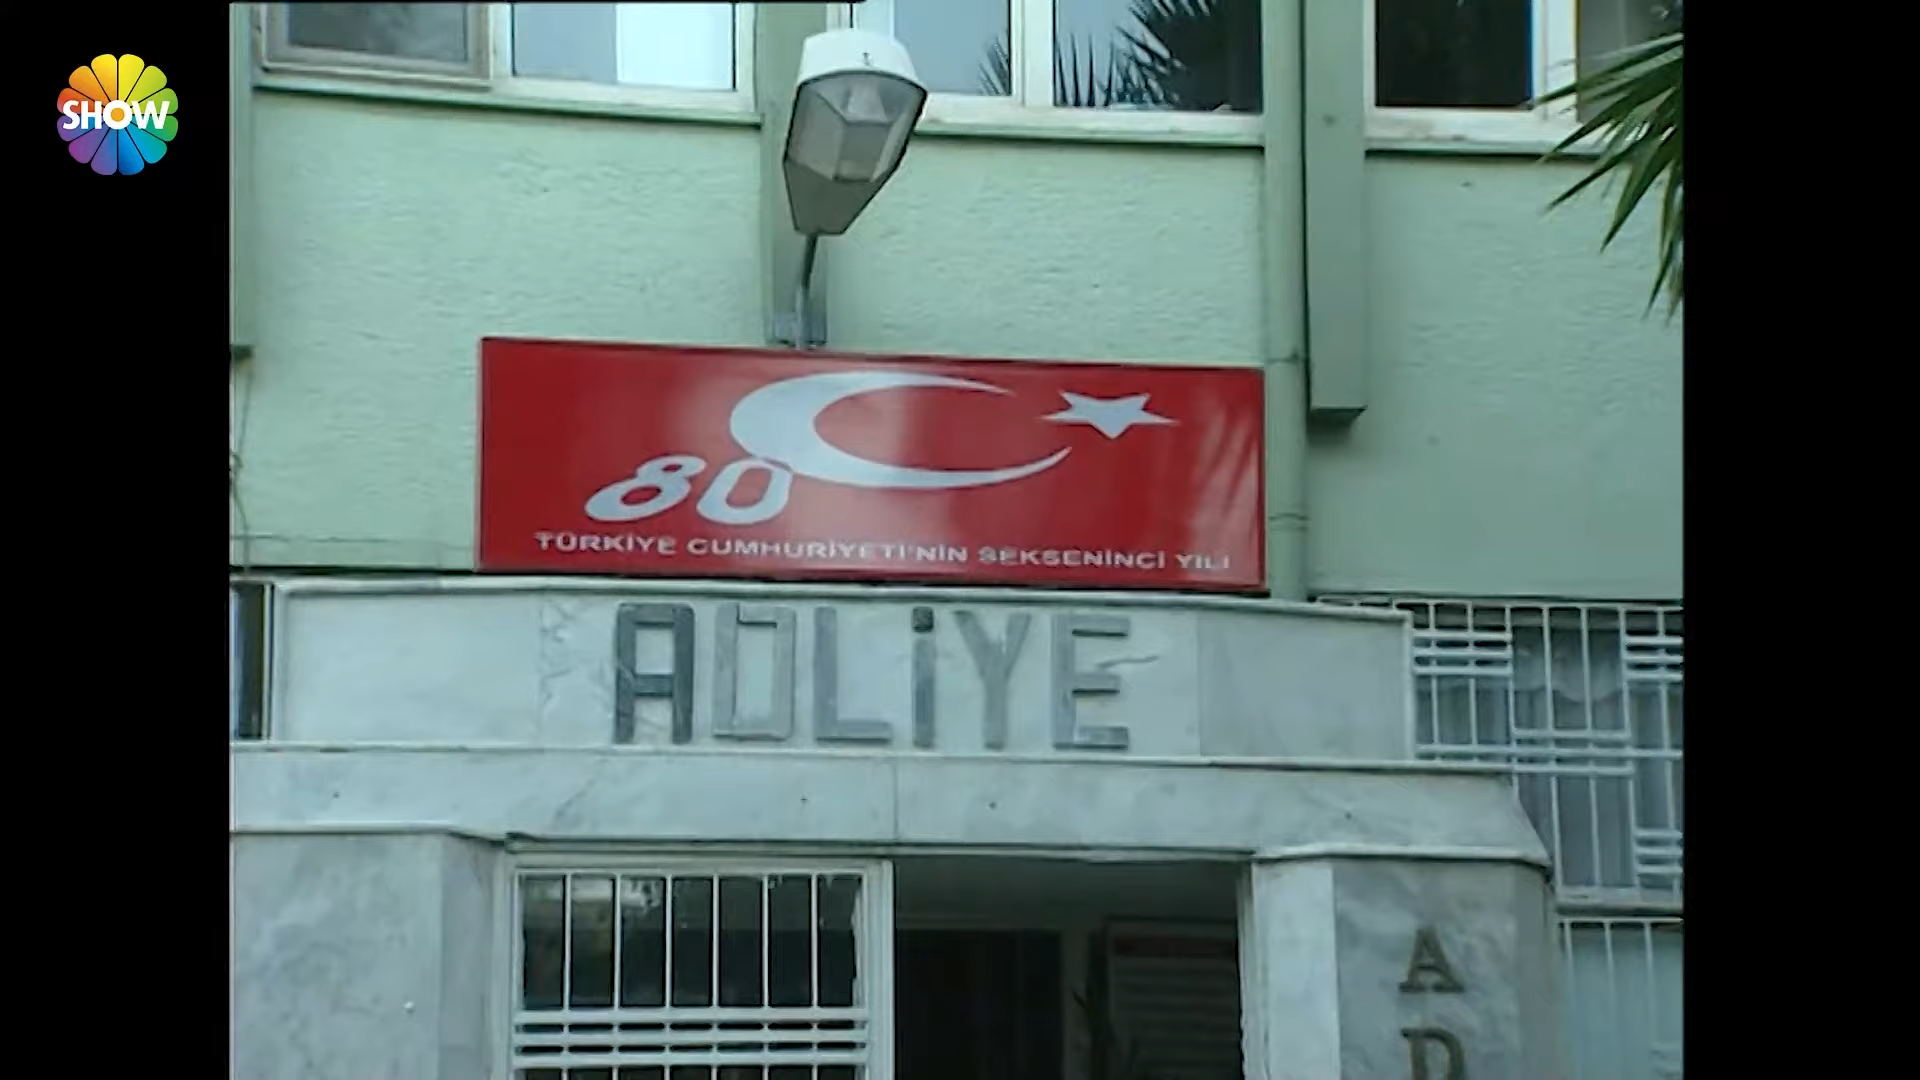 SHOW
80
TÜRKİYE CUMHURİYETİ'NİN SEKSENİNCİ YILI
ADLİYE
A
D